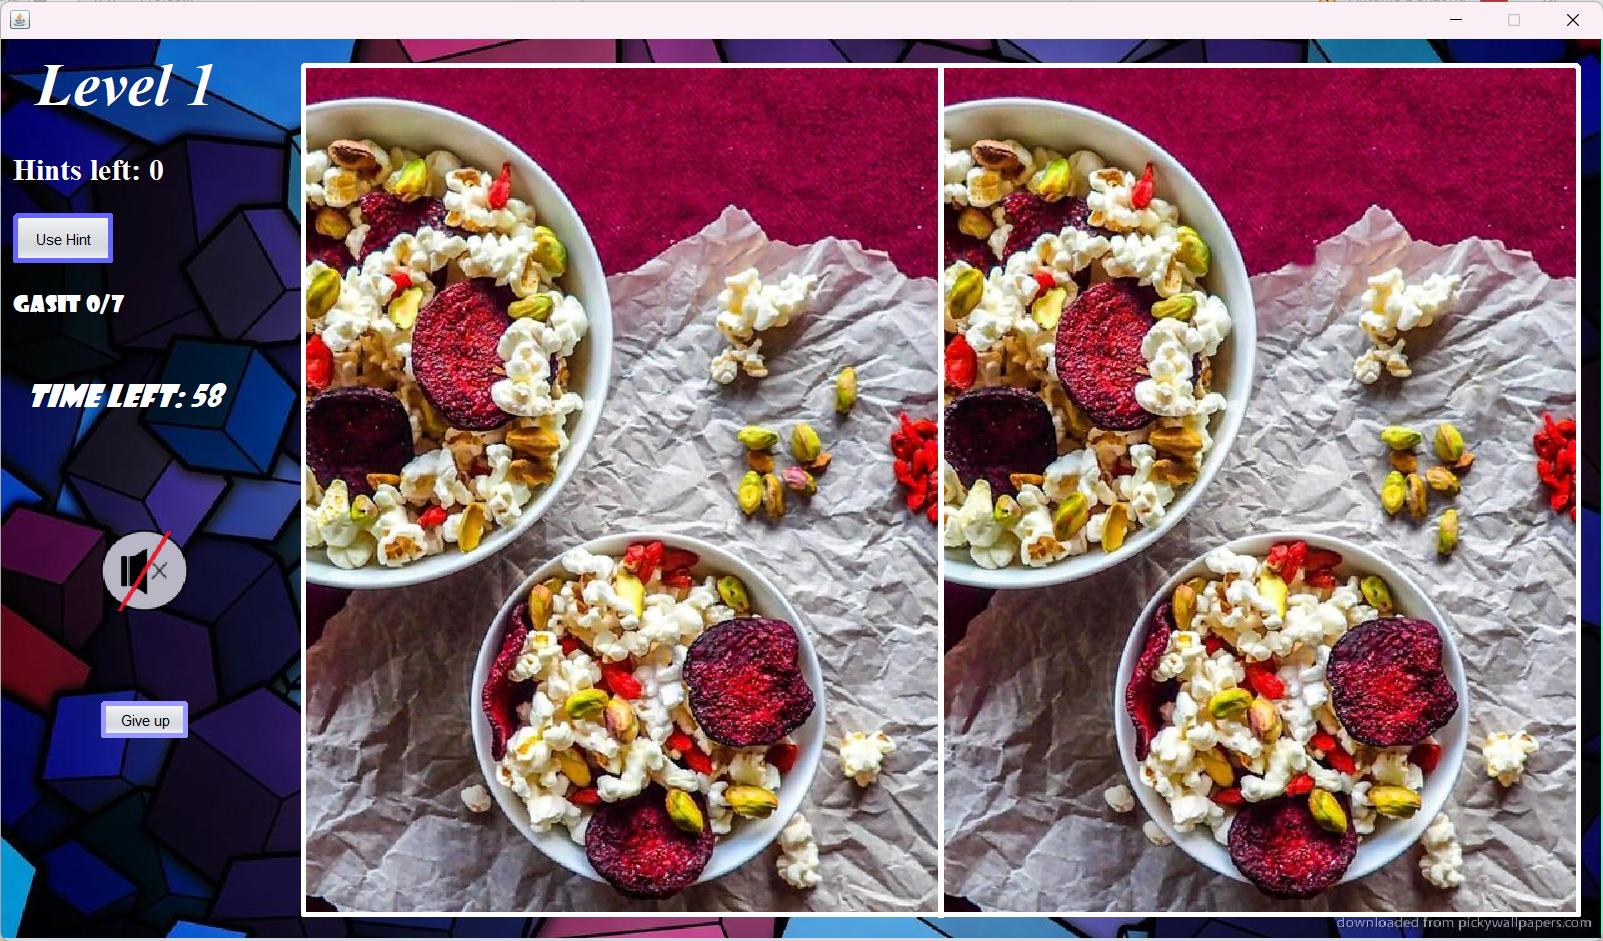 Level 1
Hints left: 0
Use Hint
GASIT 0/7
TIME LEFT: 58
Give up
downloaded from pickywallpapers.com